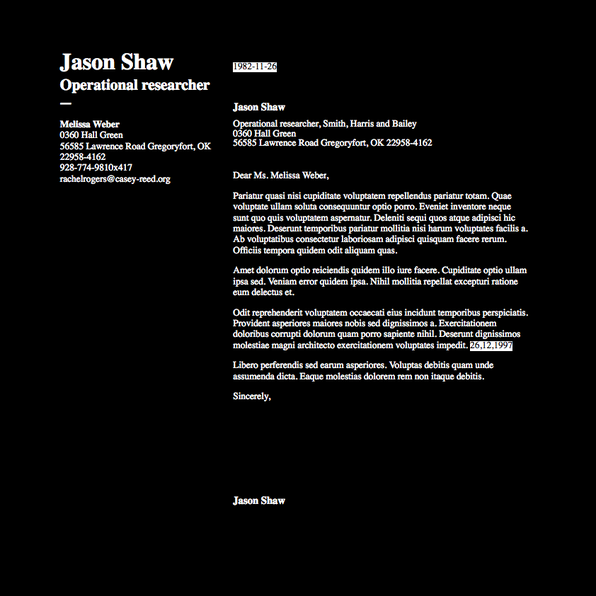 Jason Shaw
Operational researcher
—
Melissa Weber
0360 Hall Green
56585 Lawrence Road Gregoryfort, OK
22958-4162
928-774-9810x417
rachelrogers@casey-reed.org
1982-11-26
Jason Shaw
Operational researcher, Smith, Harris and Bailey
0360 Hall Green
56585 Lawrence Road Gregoryfort, OK 22958-4162
Dear Ms. Melissa Weber,
Pariatur quasi nisi cupiditate voluptatem repellendus pariatur totam. Quae
voluptate ullam soluta consequuntur optio porro. Eveniet inventore neque
sunt quo quis voluptatem aspernatur. Deleniti sequi quos atque adipisci hic
maiores. Deserunt temporibus pariatur mollitia nisi harum voluptates facilis a.
Ab voluptatibus consectetur laboriosam adipisci quisquam facere rerum.
Officiis tempora quidem odit aliquam quas.
Amet dolorum optio reiciendis quidem illo iure facere. Cupiditate optio ullam
ipsa sed. Veniam error quidem ipsa. Nihil mollitia repellat excepturi ratione
eum delectus et.
Odit reprehenderit voluptatem occaecati eius incidunt temporibus perspiciatis.
Provident asperiores maiores nobis sed dignissimos a. Exercitationem
doloribus corrupti dolorum quam porro sapiente nihil. Deserunt dignissimos
molestiae magni architecto exercitationem voluptates impedit. 26,12,1997
Libero perferendis sed earum asperiores. Voluptas debitis quam unde
assumenda dicta. Eaque molestias dolorem rem non itaque debitis.
Sincerely,
Jason Shaw